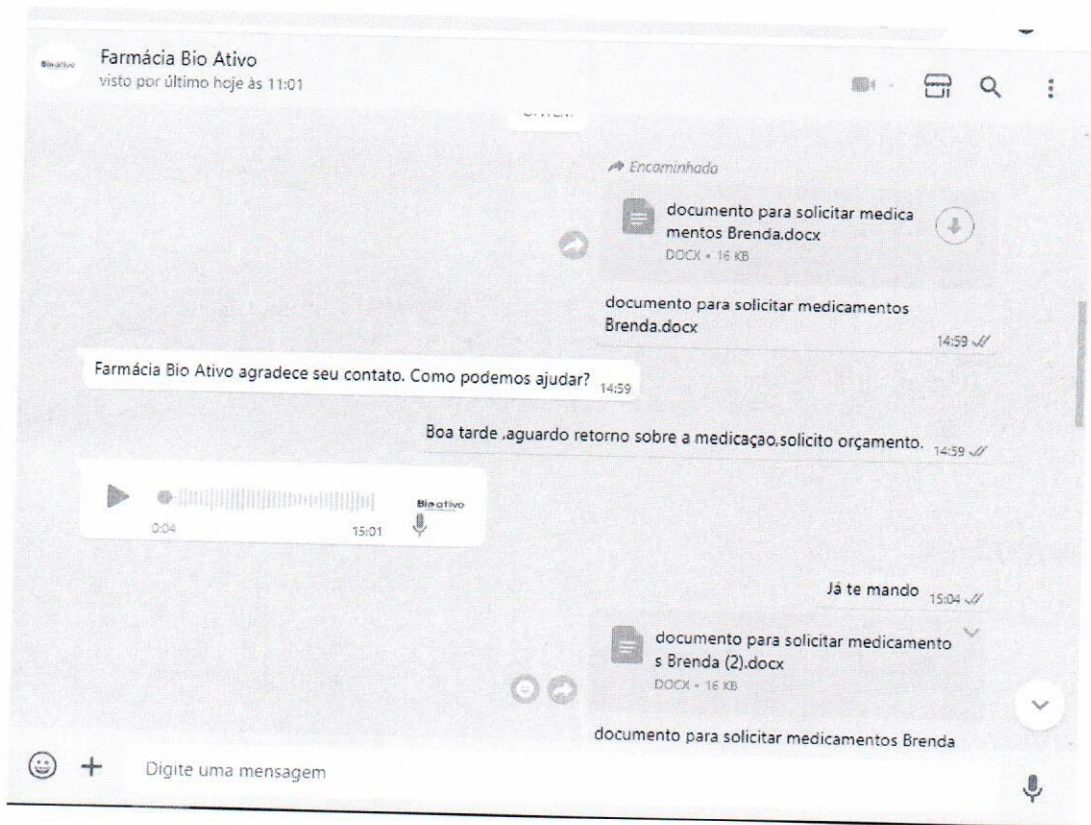 Bio ativo
Farmácia Bio Ativo
visto por último hoje às 11:01
Encaminhada
documento para solicitar medica
mentos Brenda.docx
DOCX • 16 KB
documento para solicitar medicamentos
Brenda.docx
14:59
Farmácia Bio Ativo agradece seu contato. Como podemos ajudar? 14:59
Boa tarde .aguardo retorno sobre a medicaçao.solicito orçamento. 14:59
Bio ativo
0:04 15:01
Já te mando 15:04
documento para solicitar medicamento
s Brenda (2).docx
DOCX • 16 KB
documento para solicitar medicamentos Brenda
Digite uma mensagem